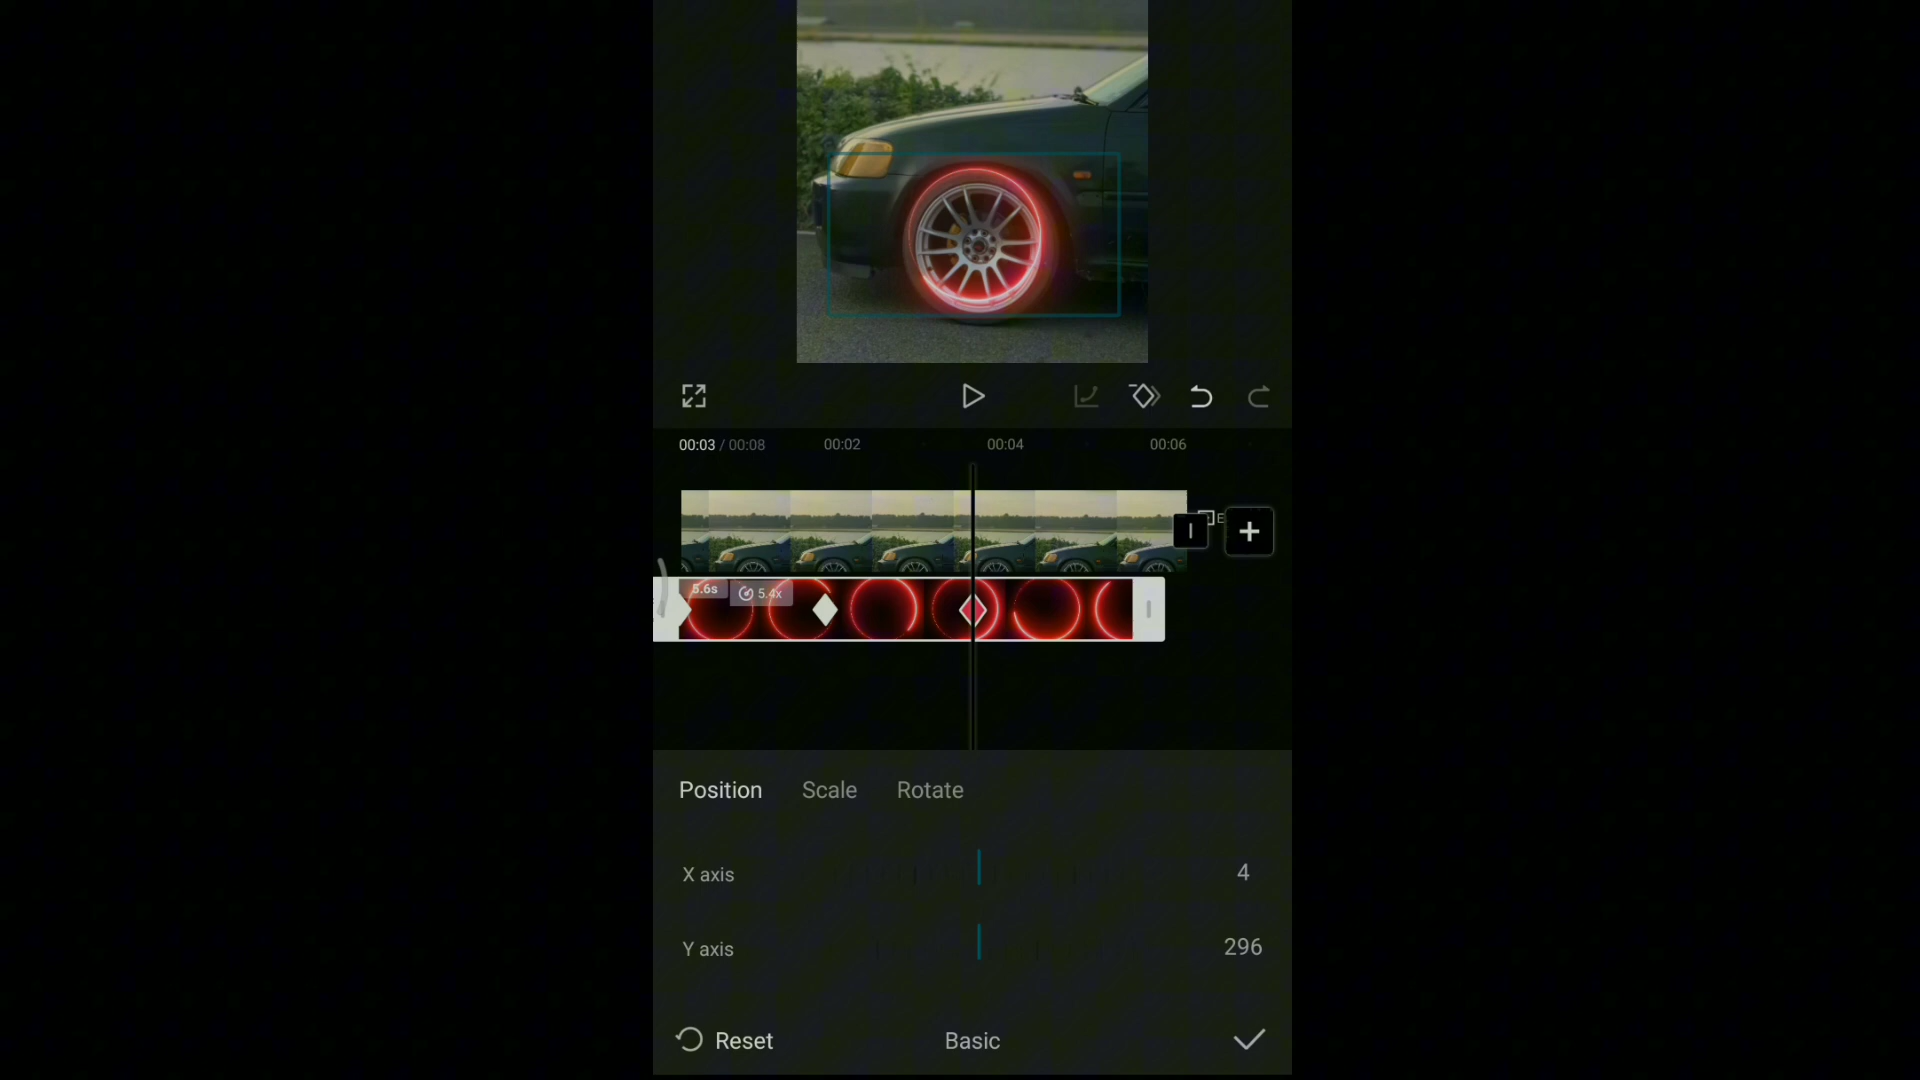 00:03 / 00:08 00:02 00:04 00:06
E
5.6s 5.4x
Position Scale Rotate
X axis 4
Y axis 296
Reset Basic